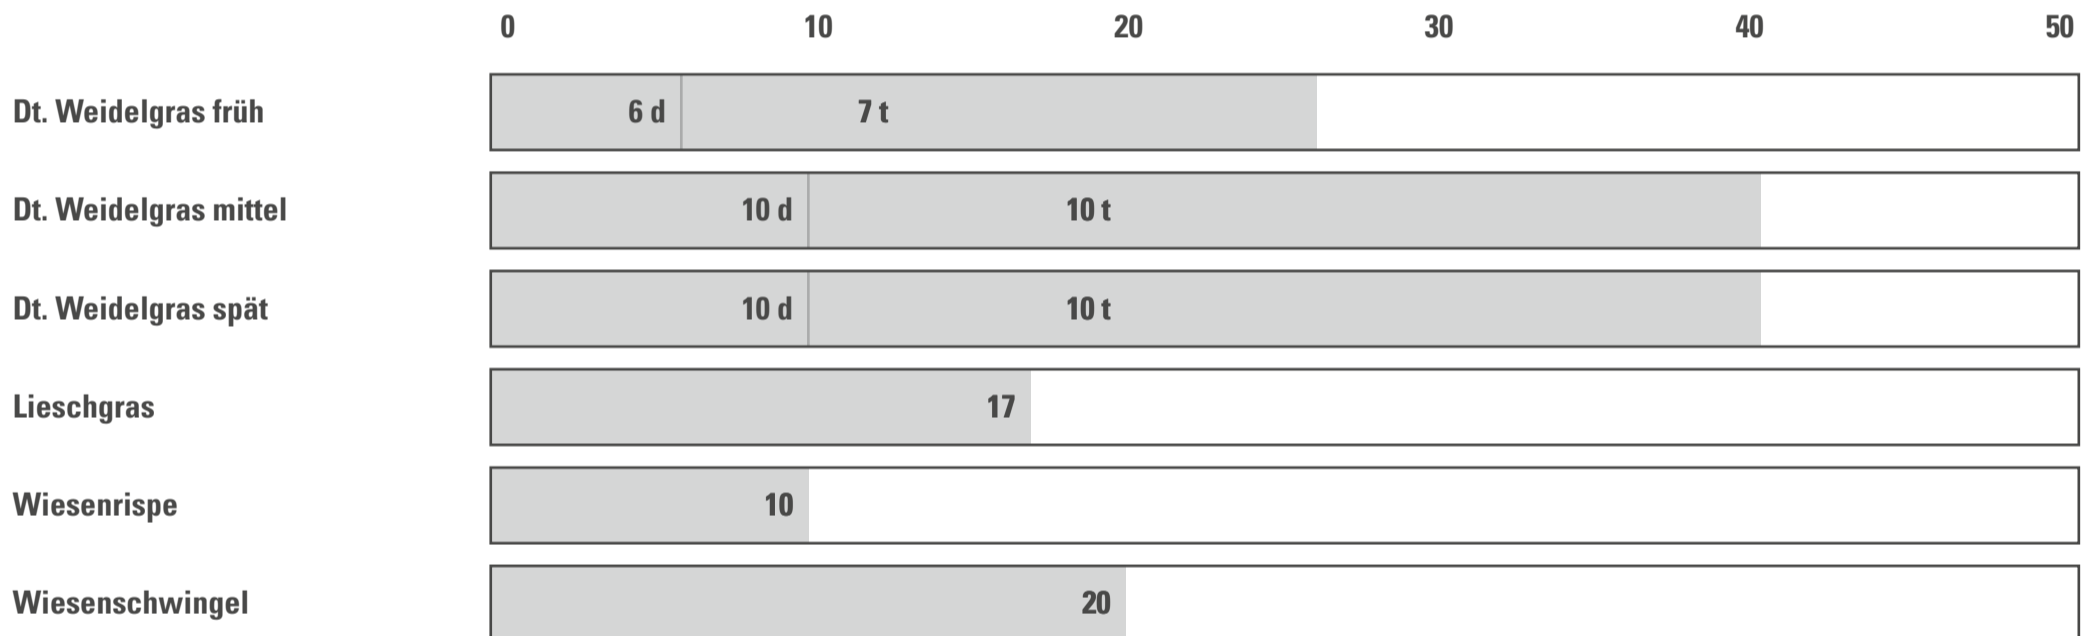 0 10 20 30 40 50
Dt. Weidelgras früh 6 d 7 t
Dt. Weidelgras mittel 10 d 10 t
Dt. Weidelgras spät 10 d 10 t
Lieschgras 17
Wiesenrispe 10
Wiesenschwingel 20